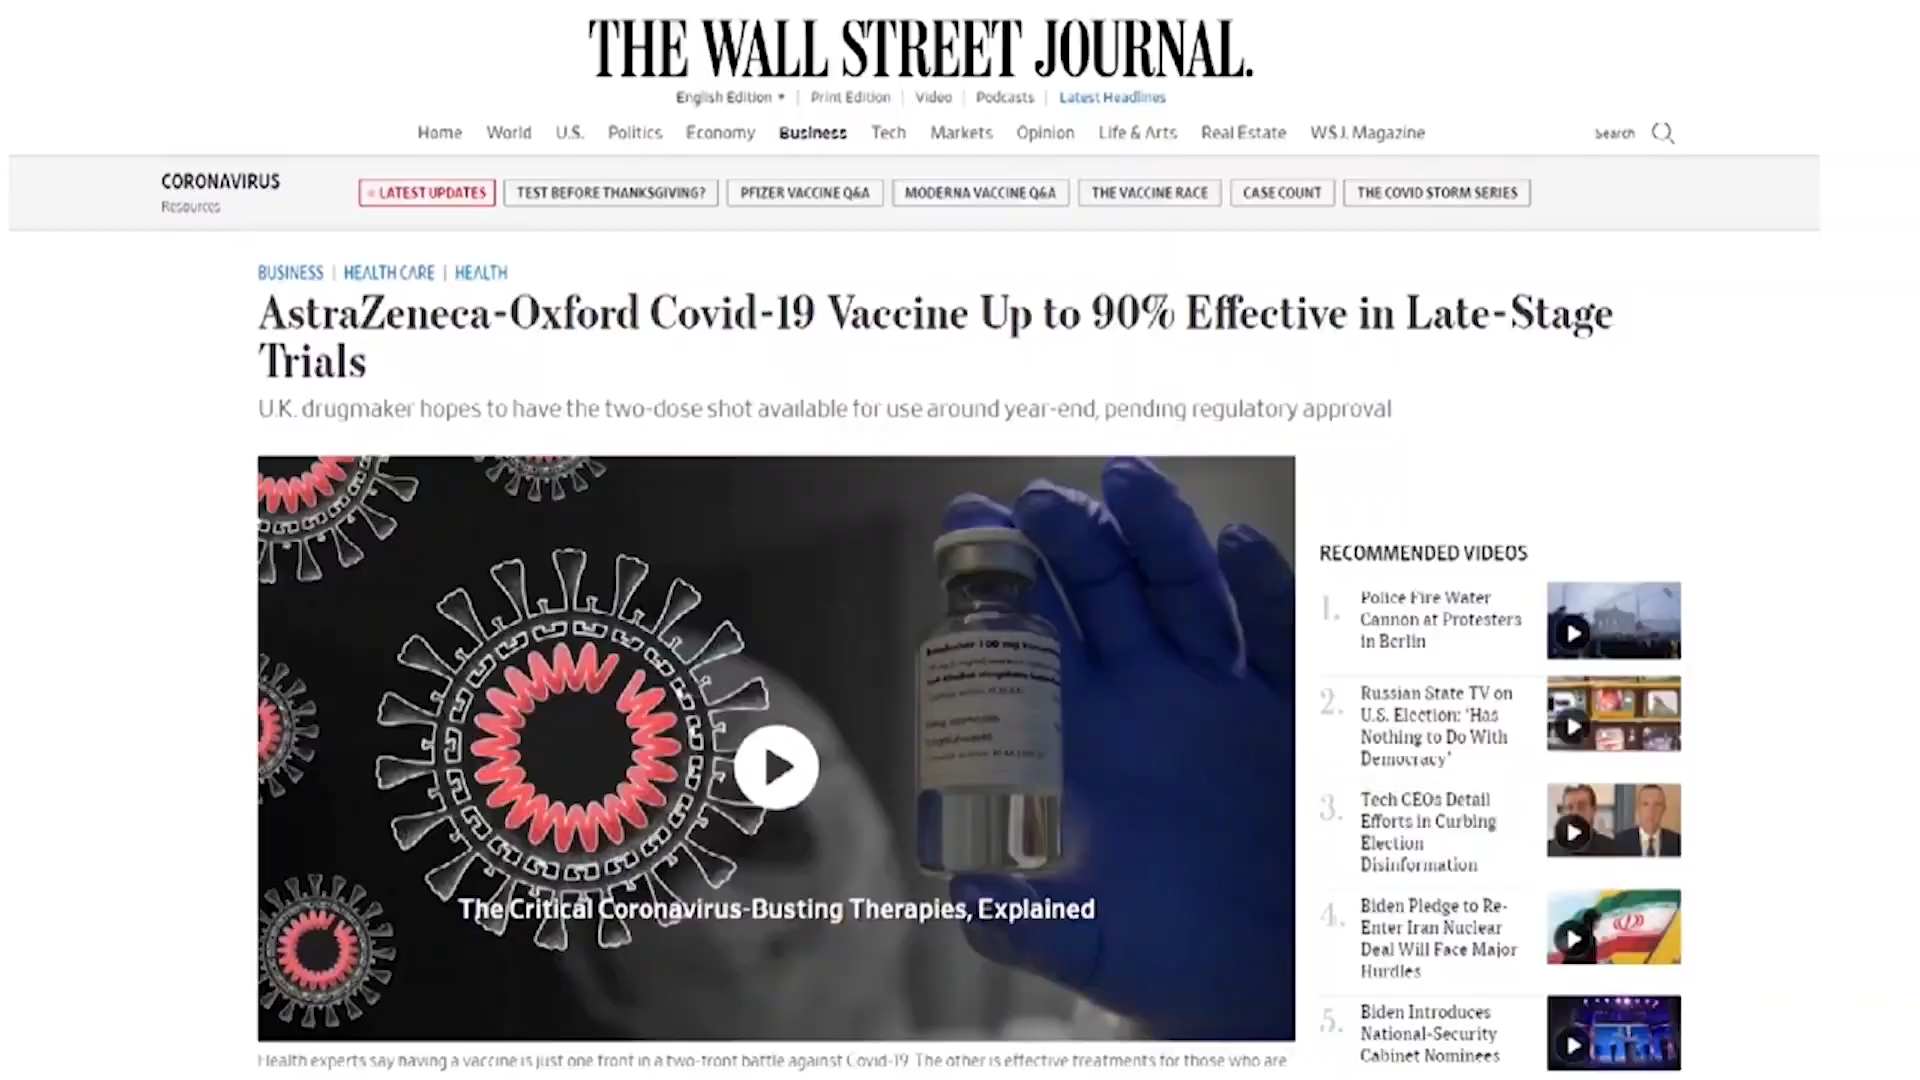 THE WALL STREET JOURNAL.
English Edition | Print Edition | Video | Podcasts | Latest Headlines
Home World U.S. Politics Economy Business Tech Markets Opinion Life & Arts Real Estate WSJ. Magazine Search
CORONAVIRUS
Resources
LATEST UPDATES TEST BEFORE THANKSGIVING? PFIZER VACCINE Q&A MODERNA VACCINE Q&A THE VACCINE RACE CASE COUNT THE COVID STORM SERIES
BUSINESS | HEALTH CARE | HEALTH
AstraZeneca-Oxford Covid-19 Vaccine Up to 90% Effective in Late-Stage
Trials
U.K. drugmaker hopes to have the two-dose shot available for use around year-end, pending regulatory approval
100 mg
The Critical Coronavirus-Busting Therapies, Explained
Health experts say having a vaccine is just one front in a two-front battle against Covid-19 The other is effective treatments for those who are
RECOMMENDED VIDEOS
1. Police Fire Water
Cannon at Protesters
in Berlin
2. Russian State TV on
U.S. Election: 'Has
Nothing to Do With
Democracy'
3. Tech CEOs Detail
Efforts in Curbing
Election
Disinformation
4. Biden Pledge to Re-
Enter Iran Nuclear
Deal Will Face Major
Hurdles
5. Biden Introduces
National-Security
Cabinet Nominees